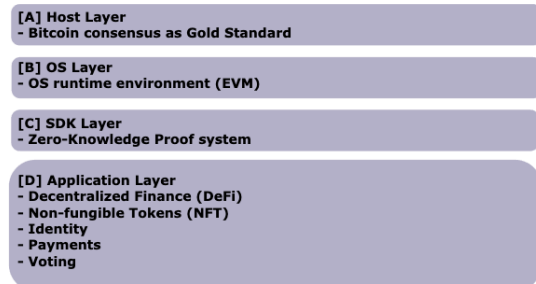 [A] Host Layer
- Bitcoin consensus as Gold Standard
[B] OS Layer
- OS runtime environment (EVM)
[C] SDK Layer
- Zero-Knowledge Proof system
[D] Application Layer
- Decentralized Finance (DeFi)
- Non-fungible Tokens (NFT)
- Identity
- Payments
- Voting